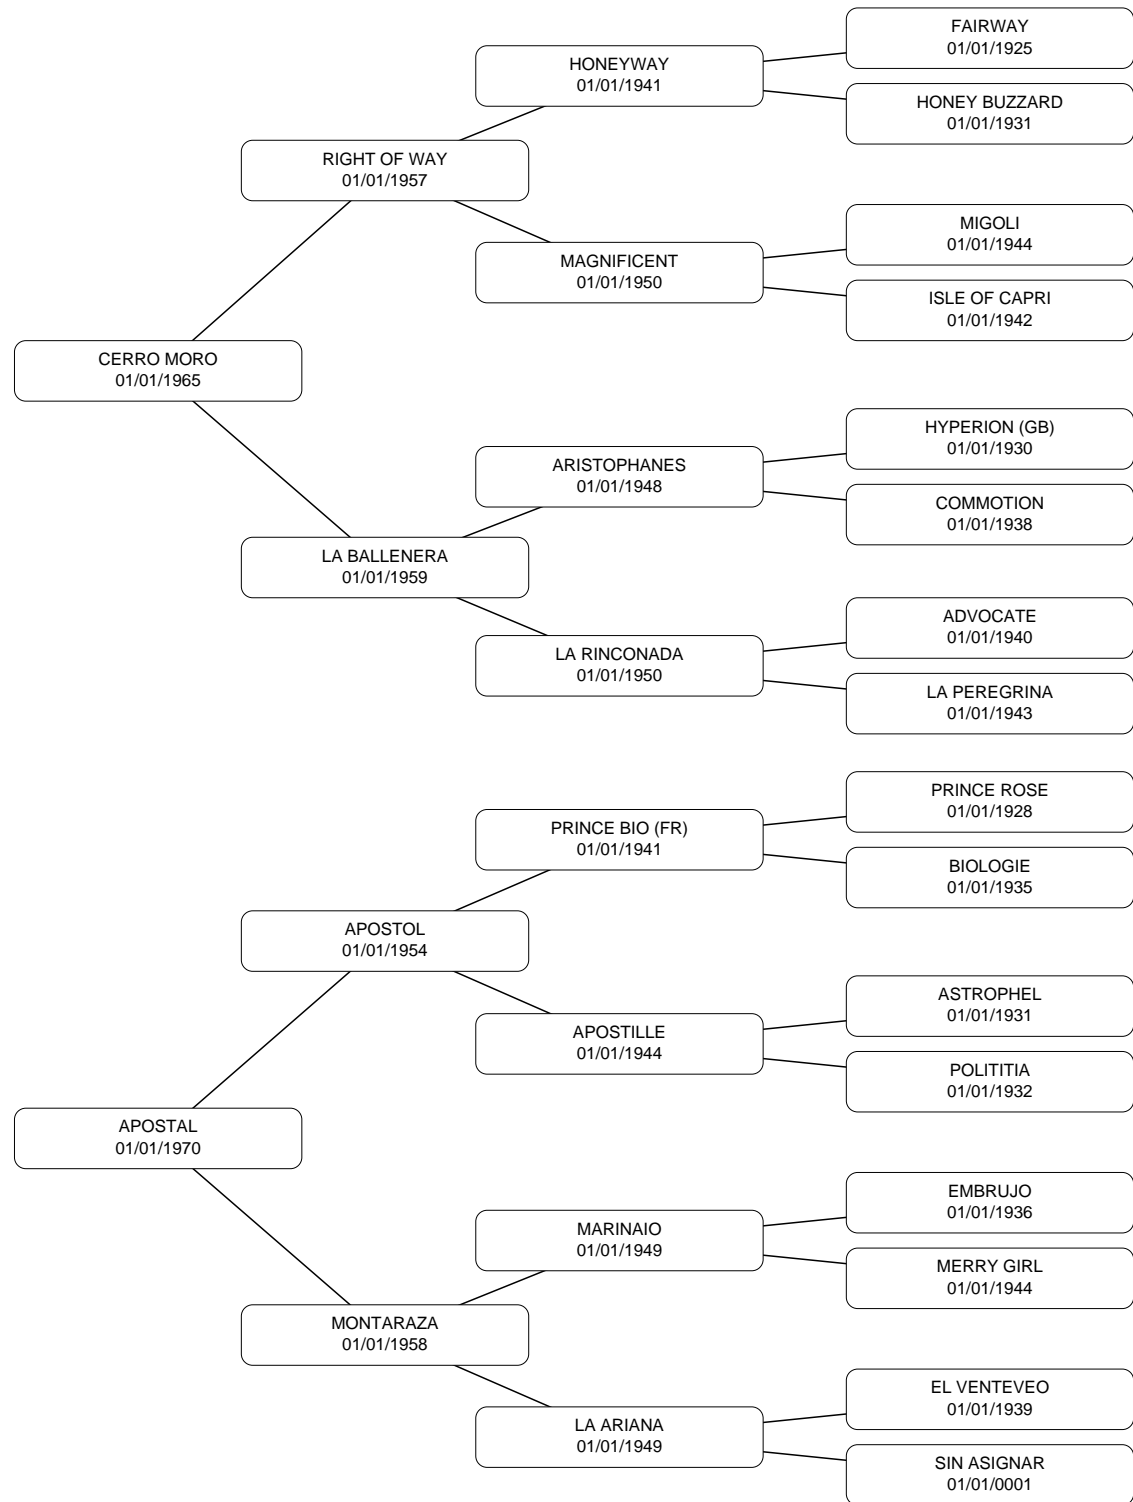 FAIRWAY
01/01/1925
HONEYWAY
01/01/1941
HONEY BUZZARD
01/01/1931
RIGHT OF WAY
01/01/1957
MIGOLI
01/01/1944
MAGNIFICENT
01/01/1950
ISLE OF CAPRI
01/01/1942
CERRO MORO
01/01/1965
HYPERION (GB)
01/01/1930
ARISTOPHANES
01/01/1948
COMMOTION
01/01/1938
LA BALLENERA
01/01/1959
ADVOCATE
01/01/1940
LA RINCONADA
01/01/1950
LA PEREGRINA
01/01/1943
PRINCE ROSE
01/01/1928
PRINCE BIO (FR)
01/01/1941
BIOLOGIE
01/01/1935
APOSTOL
01/01/1954
ASTROPHEL
01/01/1931
APOSTILLE
01/01/1944
POLITITIA
01/01/1932
APOSTAL
01/01/1970
EMBRUJO
01/01/1936
MARINAIO
01/01/1949
MERRY GIRL
01/01/1944
MONTARAZA
01/01/1958
EL VENTEVEO
01/01/1939
LA ARIANA
01/01/1949
SIN ASIGNAR
01/01/0001